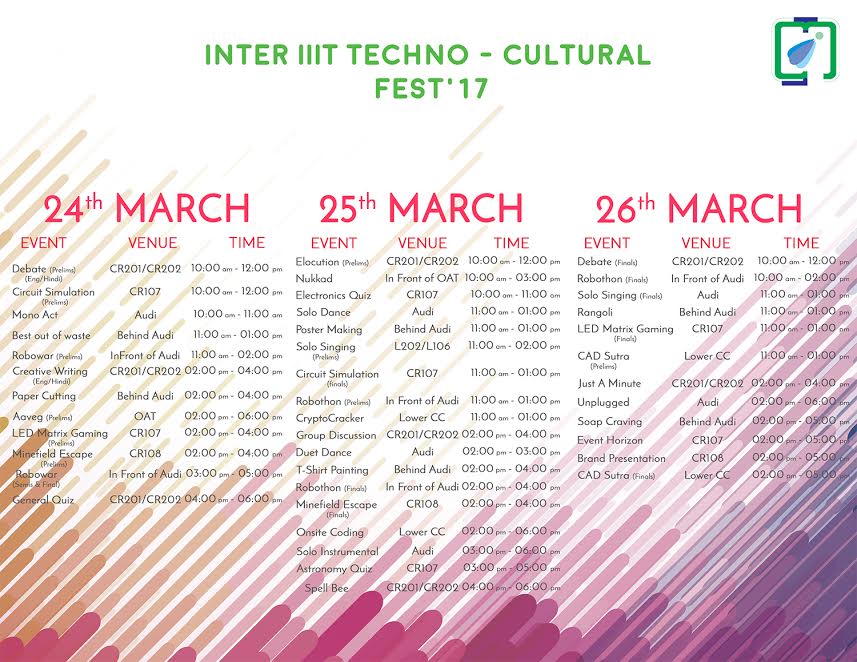 INTER IIIT TECHNO - CULTURAL
FEST'17
24th MARCH
EVENT VENUE TIME
Debate (Prelims) CR201/CR202 10:00 am - 12:00 pm
(Eng/Hindi)
Circuit Simulation CR107 10:00 am - 12:00 pm
(Prelims)
Mono Act Audi 10:00 am - 11:00 am
Best out of waste Behind Audi 11:00 am - 01:00 pm
Robowar (Prelims) InFront of Audi 11:00 am - 02:00 pm
Creative Writing CR201/CR202 02:00 pm - 04:00 pm
(Eng/Hindi)
Paper Cutting Behind Audi 02:00 pm - 04:00 pm
Aaveg (Prelims) OAT 02:00 pm - 06:00 pm
LED Matrix Gaming CR107 02:00 pm - 04:00 pm
(Prelims)
Minefield Escape CR108 02:00 pm - 04:00 pm
(Prelims)
Robowar In Front of Audi 03:00 pm - 05:00 pm
(Semis & Final)
General Quiz CR201/CR202 04:00 pm - 06:00 pm
25th MARCH
EVENT VENUE TIME
Elocution (Prelims) CR201/CR202 10:00 am - 12:00 pm
Nukkad In Front of OAT 10:00 am - 03:00 pm
Electronics Quiz CR107 10:00 am - 11:00 am
Solo Dance Audi 11:00 am - 01:00 pm
Poster Making Behind Audi 11:00 am - 01:00 pm
Solo Singing L202/L106 11:00 am - 02:00 pm
(Prelims)
Circuit Simulation CR107 11:00 am - 01:00 pm
(finals)
Robothon (Prelims) In Front of Audi 11:00 am - 01:00 pm
CryptoCracker Lower CC 11:00 am - 01:00 pm
Group Discussion CR201/CR202 02:00 pm - 04:00 pm
Duet Dance Audi 02:00 pm - 03:00 pm
T-Shirt Painting Behind Audi 02:00 pm - 04:00 pm
Robothon (Finals) In Front of Audi 02:00 pm - 04:00 pm
Minefield Escape CR108 02:00 pm - 04:00 pm
(Finals)
Onsite Coding Lower CC 02:00 pm - 06:00 pm
Solo Instrumental Audi 03:00 pm - 06:00 pm
Astronomy Quiz CR107 03:00 pm - 05:00 pm
Spell Bee CR201/CR202 04:00 pm - 06:00 pm
26th MARCH
EVENT VENUE TIME
Debate (Finals) CR201/CR202 10:00 am - 12:00 pm
Robothon (Finals) In Front of Audi 10:00 am - 02:00 pm
Solo Singing (Finals) Audi 11:00 am - 01:00 pm
Rangoli Behind Audi 11:00 am - 01:00 pm
LED Matrix Gaming CR107 11:00 am - 01:00 pm
(Finals)
CAD Sutra Lower CC 11:00 am - 01:00 pm
(Prelims)
Just A Minute CR201/CR202 02:00 pm - 04:00 pm
Unplugged Audi 02:00 pm - 06:00 pm
Soap Craving Behind Audi 02:00 pm - 05:00 pm
Event Horizon CR107 02:00 pm - 05:00 pm
Brand Presentation CR108 02:00 pm - 05:00 pm
CAD Sutra (Finals) Lower CC 02:00 pm - 05:00 pm